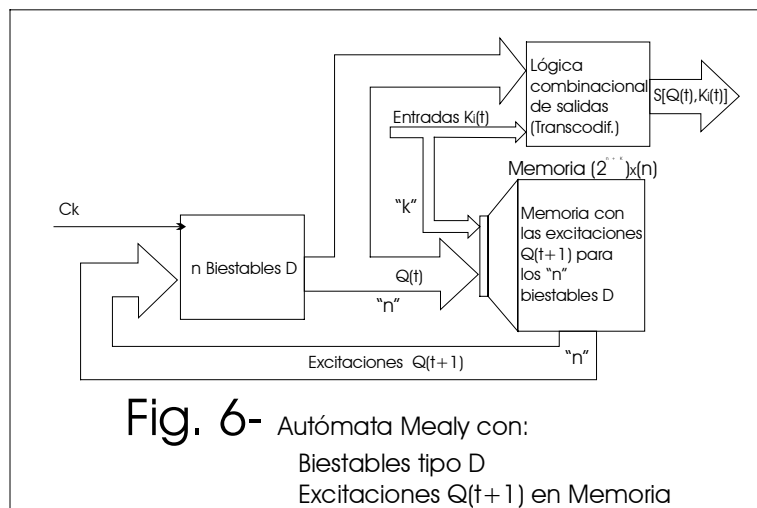 Lógica
combinacional
de salidas
(Transcodif.)
S[Q(t),Ki(t)]
Entradas Ki(t)
Memoria (2ⁿ⁺ᵏ)x(n)
"k"
Ck
n Biestables D
Memoria con
las excitaciones
Q(t+1) para
los "n"
biestables D
Q(t)
"n"
"n"
Excitaciones Q(t+1)
Fig. 6- Autómata Mealy con:
Biestables tipo D
Excitaciones Q(t+1) en Memoria